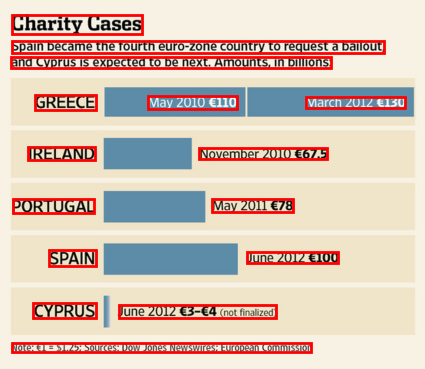 Charity Cases
Spain became the fourth euro-zone country to request a bailout,
and Cyprus is expected to be next. Amounts, in billions
GREECE May 2010 €110 March 2012 €130
IRELAND November 2010 €67.5
PORTUGAL May 2011 €78
SPAIN June 2012 €100
CYPRUS June 2012 €3–€4 (not finalized)
Note: €1 = $1.25; Sources: Dow Jones Newswires; European Commission